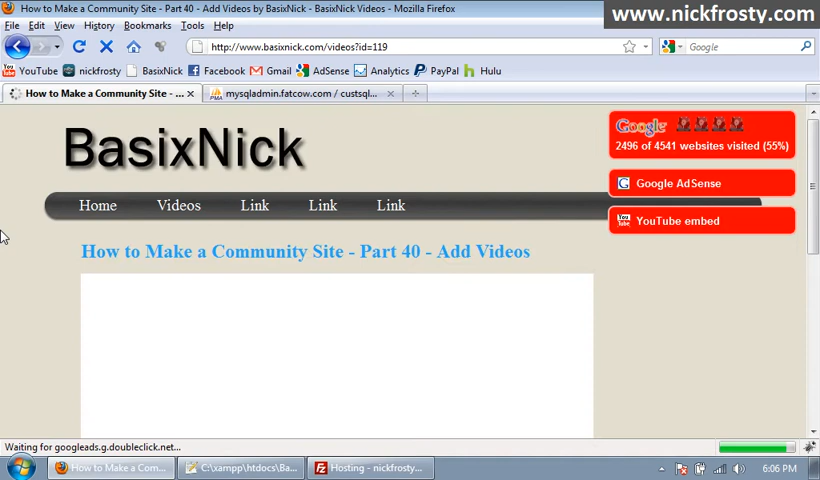 How to Make a Community Site - Part 40 - Add Videos by BasixNick - BasixNick Videos - Mozilla Firefox
www.nickfrosty.com
File Edit View History Bookmarks Tools Help
http://www.basixnick.com/videos?id=119
Google
YouTube nickfrosty BasixNick Facebook Gmail AdSense Analytics PayPal Hulu
How to Make a Community Site - ... mysqladmin.fatcow.com / custsql...
BasixNick
Google
2496 of 4541 websites visited (55%)
Google AdSense
YouTube embed
Home Videos Link Link Link
How to Make a Community Site - Part 40 - Add Videos
Waiting for googleads.g.doubleclick.net...
How to Make a Com... C:\xampp\htdocs\Ba... Hosting - nickfrosty... 6:06 PM